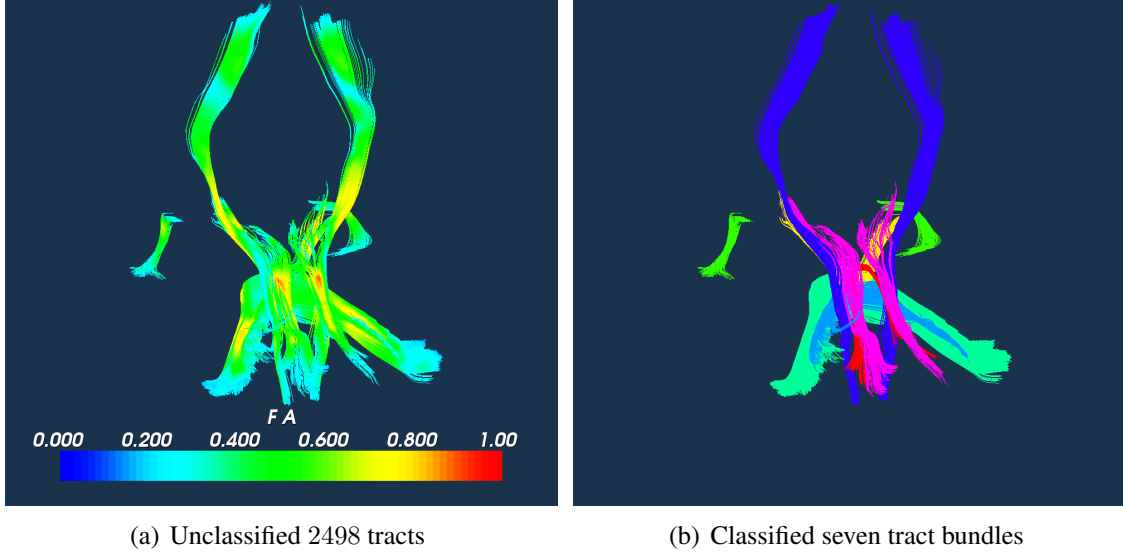 F A
0.000 0.200 0.400 0.600 0.800 1.00
(a) Unclassified 2498 tracts
(b) Classified seven tract bundles